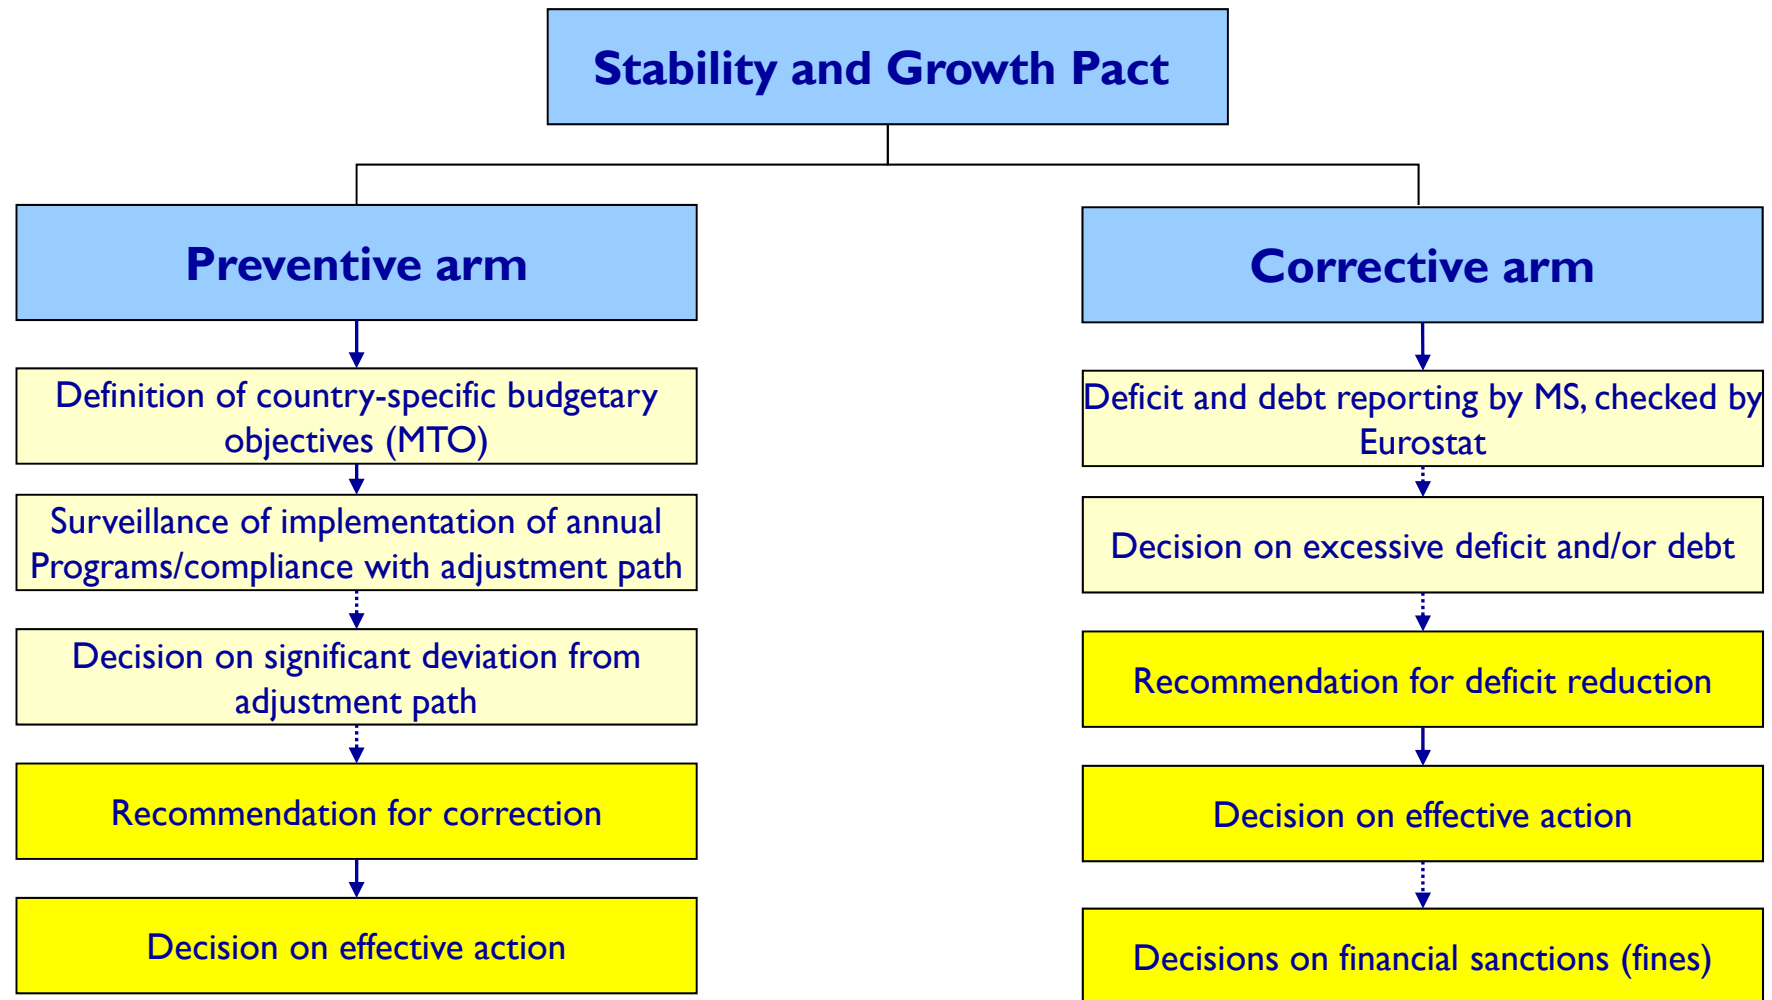 Stability and Growth Pact
Preventive arm
Definition of country-specific budgetary
objectives (MTO)
Surveillance of implementation of annual
Programs/compliance with adjustment path
Decision on significant deviation from
adjustment path
Recommendation for correction
Decision on effective action
Corrective arm
Deficit and debt reporting by MS, checked by
Eurostat
Decision on excessive deficit and/or debt
Recommendation for deficit reduction
Decision on effective action
Decisions on financial sanctions (fines)